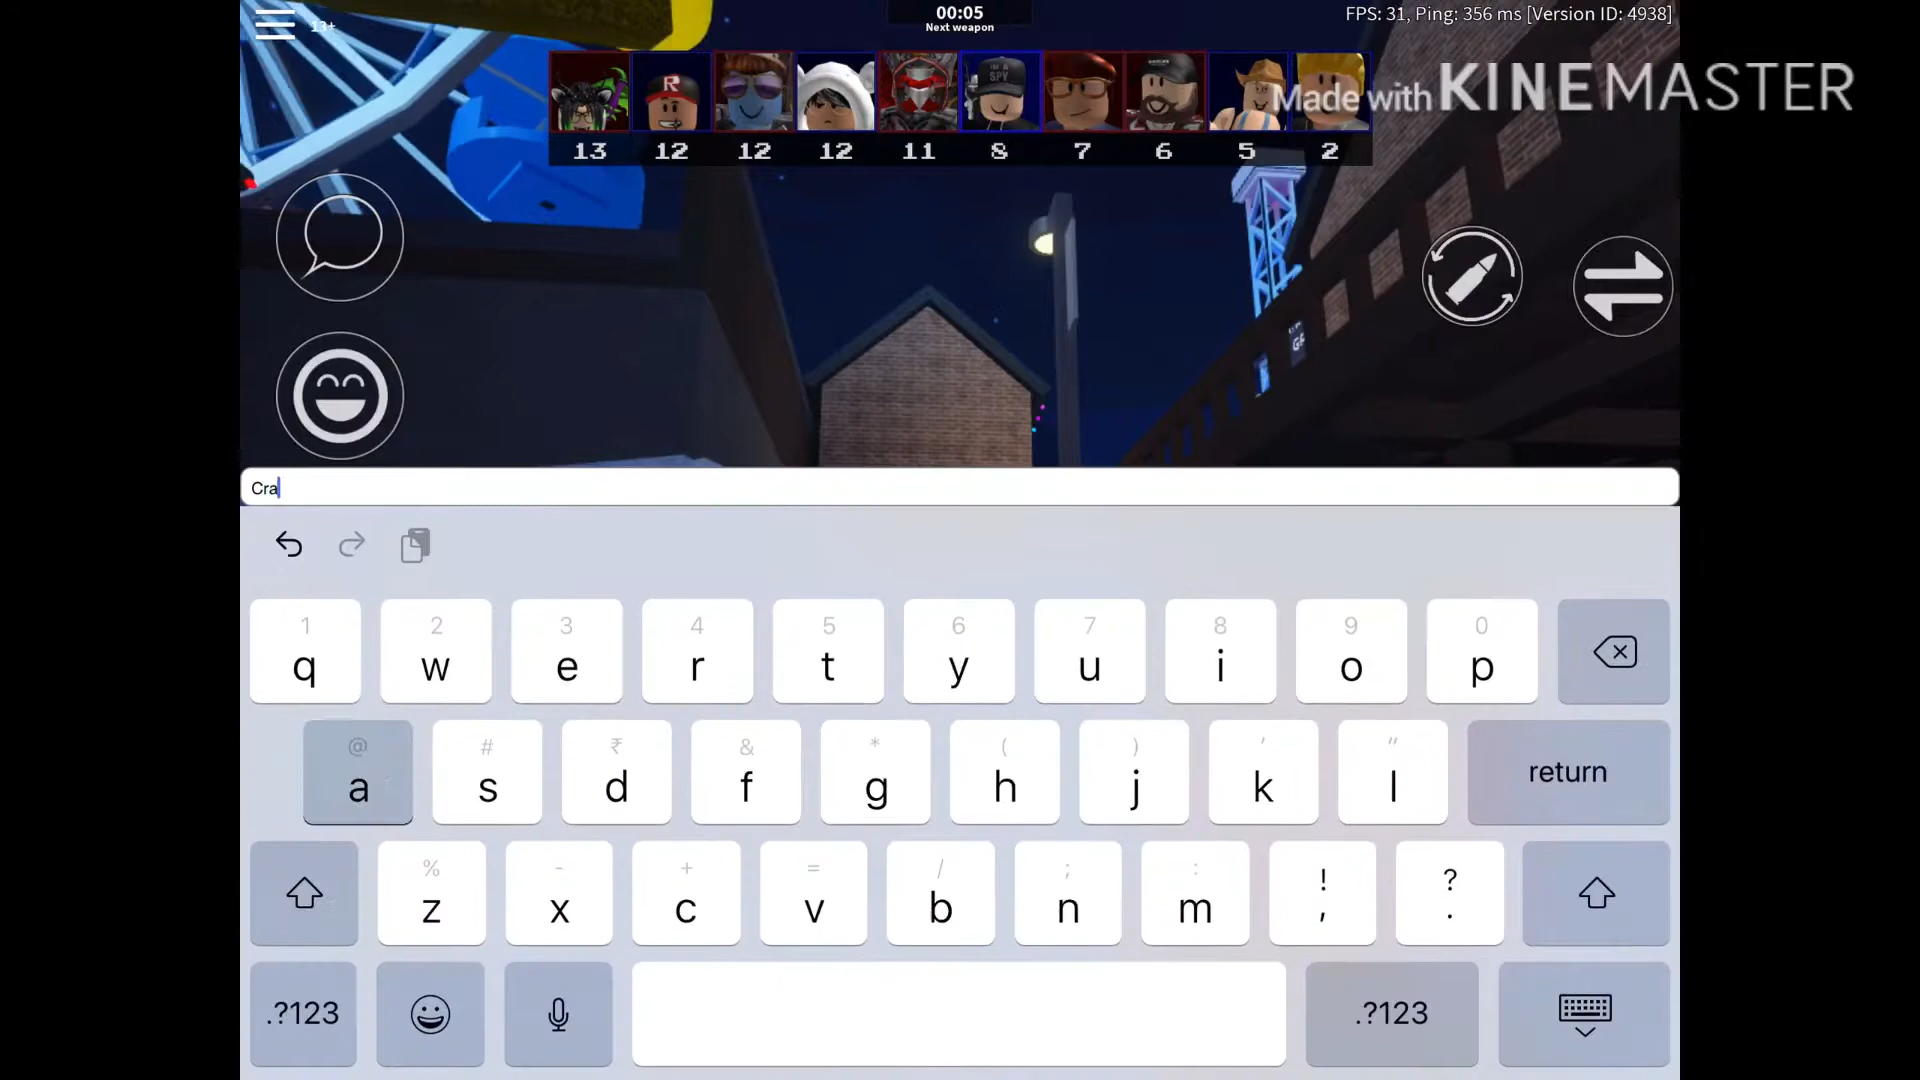 00:05
Next weapon
13+
FPS: 31, Ping: 356 ms [Version ID: 4938]
Made with KINEMASTER
R
SPY
13 12 12 12 11 8 7 6 5 2
Cra
1 2 3 4 5 6 7 8 9 0
q w e r t y u i o p
@ # ₹ & * ( ) ' "
a s d f g h j k l return
% - + = / ; : ! ?
z x c v b n m , .
.?123 .?123